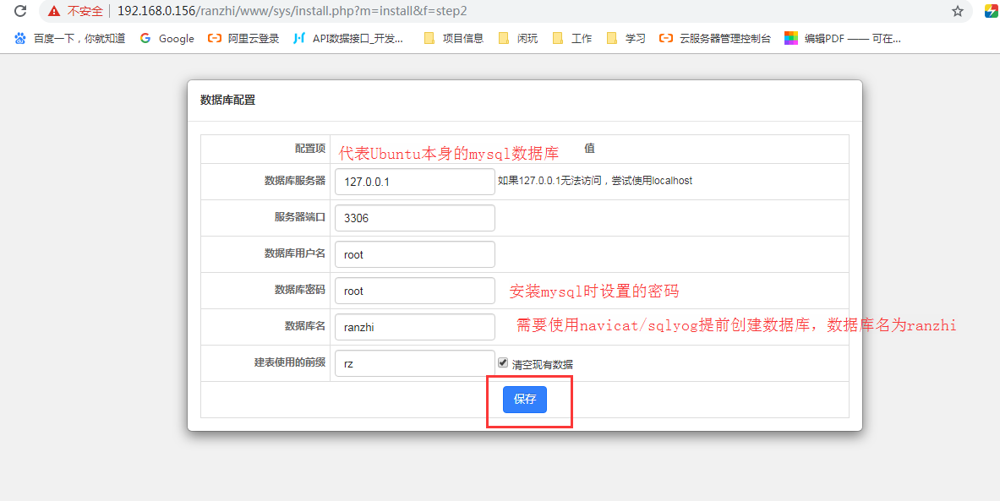 不安全 192.168.0.156/ranzhi/www/sys/install.php?m=install&f=step2
百度一下，你就知道 Google 阿里云登录 API数据接口_开发... 项目信息 闲玩 工作 学习 云服务器管理控制台 编辑PDF —— 可在...
数据库配置
配置项 代表Ubuntu本身的mysql数据库 值
数据库服务器 127.0.0.1 如果127.0.0.1无法访问，尝试使用localhost
服务器端口 3306
数据库用户名 root
数据库密码 root 安装mysql时设置的密码
数据库名 ranzhi 需要使用navicat/sqlyog提前创建数据库，数据库名为ranzhi
建表使用的前缀 rz 清空现有数据
保存